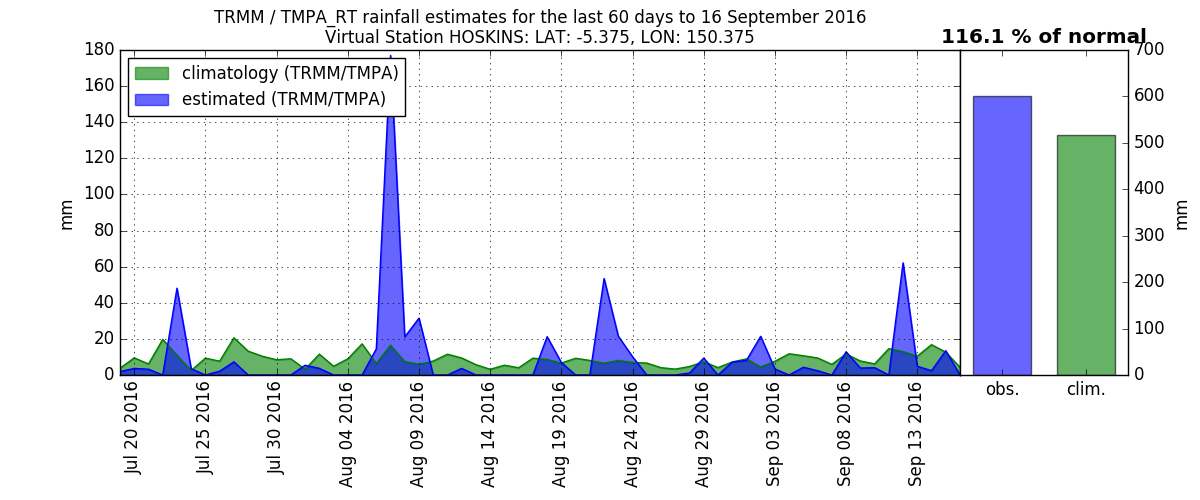 TRMM / TMPA_RT rainfall estimates for the last 60 days to 16 September 2016
Virtual Station HOSKINS: LAT: -5.375, LON: 150.375
116.1 % of normal
climatology (TRMM/TMPA)
estimated (TRMM/TMPA)
180
160
140
120
100
80
60
40
20
0
mm
Jul 20 2016
Jul 25 2016
Jul 30 2016
Aug 04 2016
Aug 09 2016
Aug 14 2016
Aug 19 2016
Aug 24 2016
Aug 29 2016
Sep 03 2016
Sep 08 2016
Sep 13 2016
obs.
clim.
700
600
500
400
300
200
100
0
mm